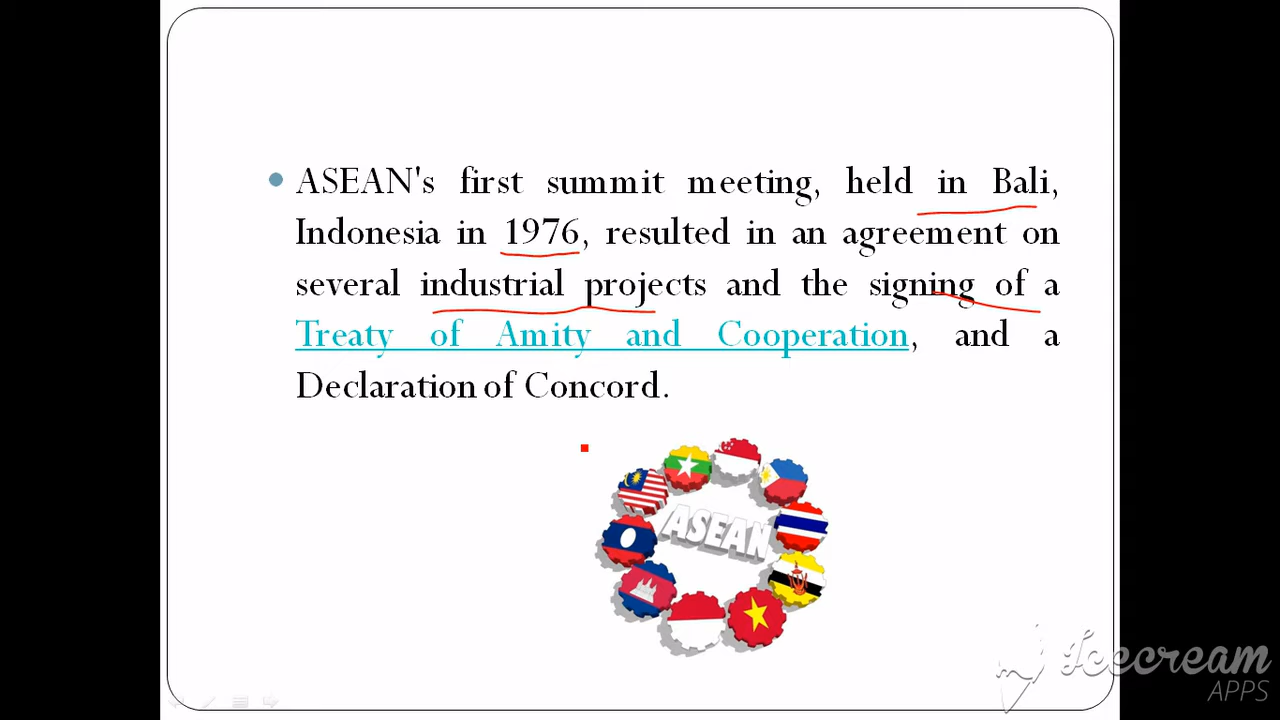 ASEAN's first summit meeting, held in Bali,
Indonesia in 1976, resulted in an agreement on
several industrial projects and the signing of a
Treaty of Amity and Cooperation, and a
Declaration of Concord.
ASEAN
Icecream
APPS